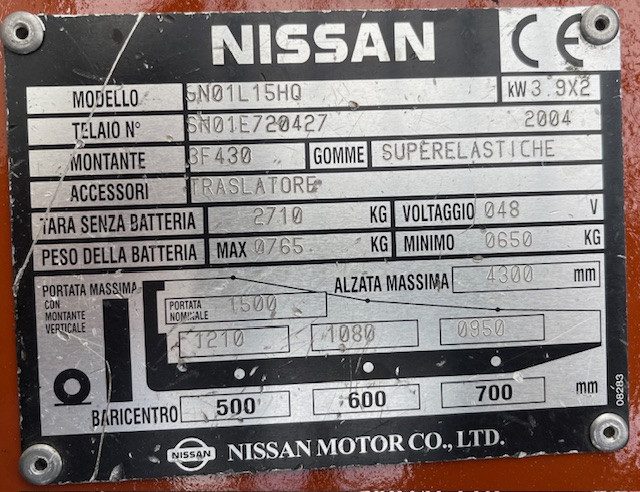 NISSAN CE
MODELLO GN01L15HQ kW 3.9X2
TELAIO N° SN01E720427 2004
MONTANTE 3F430 GOMME SUPERELASTICHE
ACCESSORI TRASLATORE
TARA SENZA BATTERIA 2710 KG VOLTAGGIO 048 V
PESO DELLA BATTERIA MAX 0765 KG MINIMO 0650 KG
PORTATA MASSIMA
CON
MONTANTE
VERTICALE
ALZATA MASSIMA 4300 mm
PORTATA
NOMINALE
1500
1210 1080 0950
BARICENTRO 500 600 700 mm
08283
NISSAN NISSAN MOTOR CO., LTD.